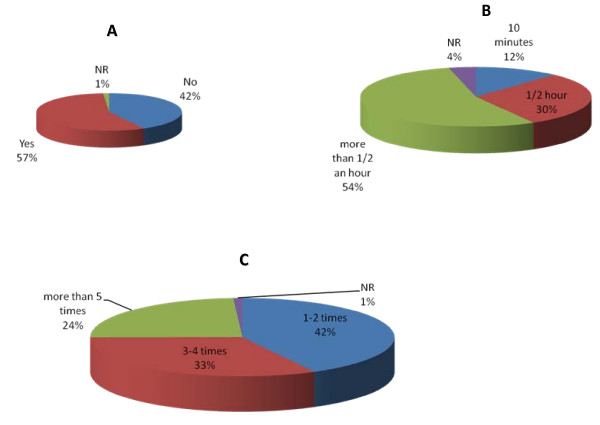 A
NR
1%
No
42%
Yes
57%
B
NR
4%
10
minutes
12%
1/2 hour
30%
more
than 1/2
an hour
54%
C
more than 5
times
24%
NR
1%
1-2 times
42%
3-4 times
33%